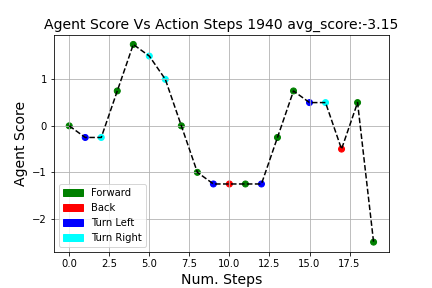 Agent Score Vs Action Steps 1940 avg_score:-3.15
Agent Score
1
0
−1
−2
Forward
Back
Turn Left
Turn Right
0.0 2.5 5.0 7.5 10.0 12.5 15.0 17.5
Num. Steps